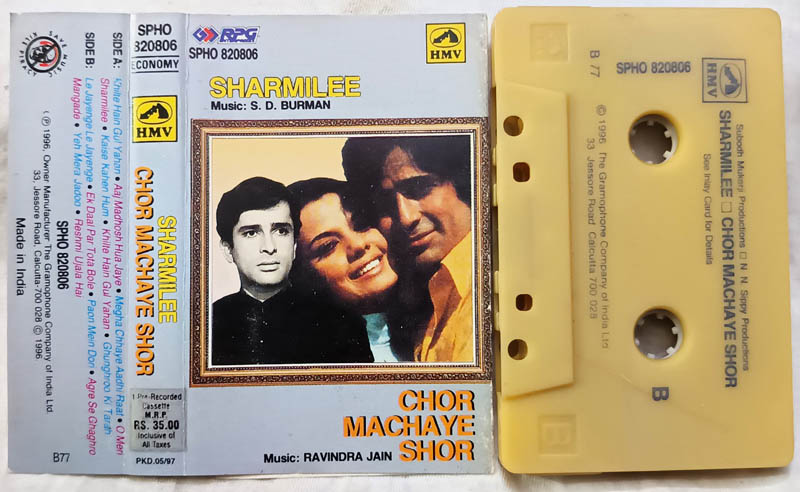 SAVE MUSIC
KILL PIRACY
SIDE A: Khilte Hain Gul Yahan • Aaj Madhosh Hua Jaye • Megha Chhaye Aadhi Raat • O Meri
Sharmilee • Kaise Kahen Hum • Khilte Hain Gul Yahan • Ghunghroo Ki Tarah
SIDE B: Le Jayenge Le Jayenge • Ek Daal Par Tota Bole • Paon Mein Dori • Agre Se Ghaghro
Mangade • Yeh Mera Jadoo • Reshmi Ujala Hai
℗ 1996, Owner Manufacturer The Gramophone Company of India Ltd.
33, Jessore Road, Calcutta-700 028 © 1996
SPHO 820806
Made in India
B77
SPHO
820806
ECONOMY
HMV
SHARMILEE
CHOR MACHAYE SHOR
1 Pre-Recorded
Cassette
M.R.P.
RS. 35.00
Inclusive of
All Taxes
PKD.05/97
RPG
SPHO 820806
HMV
SHARMILEE
Music: S. D. BURMAN
CHOR
MACHAYE
SHOR
Music: RAVINDRA JAIN
B 77
SPHO 820806
HMV
Subodh Mukerji Productions □ N. N. Sippy Productions
SHARMILEE □ CHOR MACHAYE SHOR
See Inlay Card for Details
B
℗ 1996, The Gramophone Company of India Ltd
33 Jessore Road Calcutta 700 028